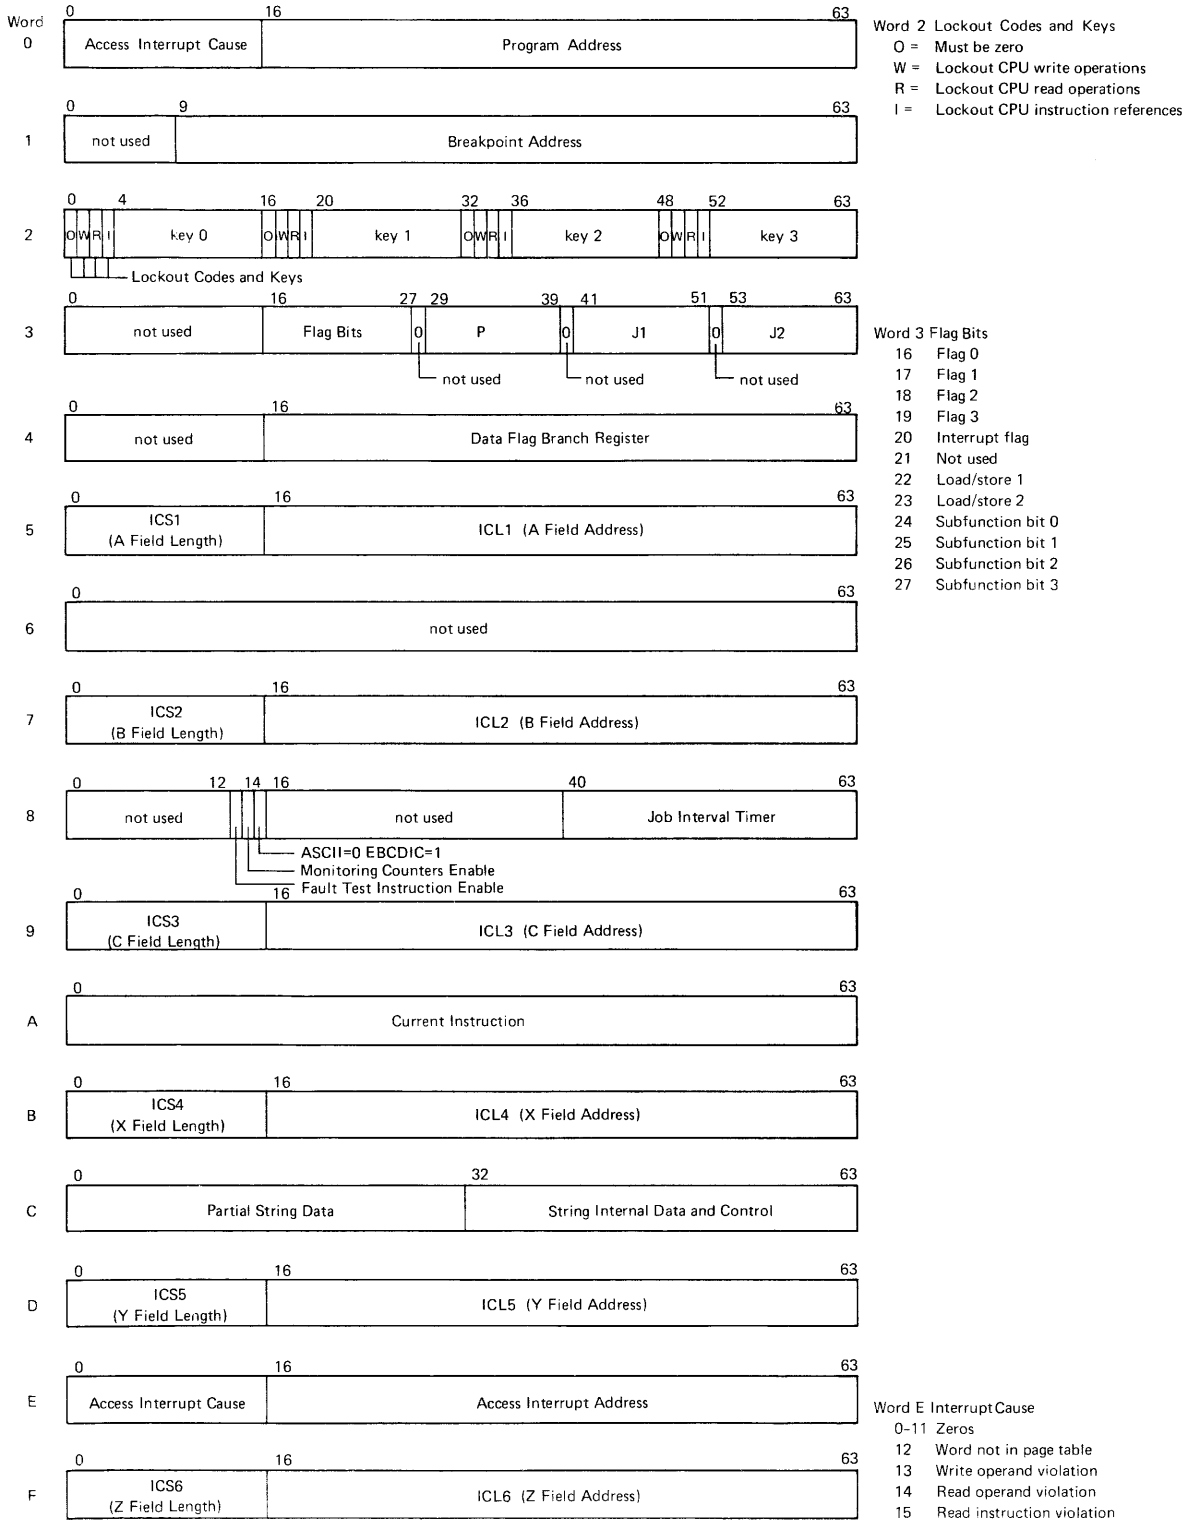 Word
0 16 63
0 Access Interrupt Cause Program Address
Word 2 Lockout Codes and Keys
O = Must be zero
W = Lockout CPU write operations
R = Lockout CPU read operations
I = Lockout CPU instruction references
0 9 63
1 not used Breakpoint Address
0 4 16 20 32 36 48 52 63
2 O W R I key 0 O W R I key 1 O W R I key 2 O W R I key 3
Lockout Codes and Keys
0 16 27 29 39 41 51 53 63
3 not used Flag Bits 0 P 0 J1 0 J2
not used not used not used
Word 3 Flag Bits
16 Flag 0
17 Flag 1
18 Flag 2
19 Flag 3
20 Interrupt flag
21 Not used
22 Load/store 1
23 Load/store 2
24 Subfunction bit 0
25 Subfunction bit 1
26 Subfunction bit 2
27 Subfunction bit 3
0 16 63
4 not used Data Flag Branch Register
0 16 63
5 ICS1 ICL1 (A Field Address)
(A Field Length)
0 63
6 not used
0 16 63
7 ICS2 ICL2 (B Field Address)
(B Field Length)
0 12 14 16 40 63
8 not used not used Job Interval Timer
ASCII=0 EBCDIC=1
Monitoring Counters Enable
Fault Test Instruction Enable
0 16 63
9 ICS3 ICL3 (C Field Address)
(C Field Length)
0 63
A Current Instruction
0 16 63
B ICS4 ICL4 (X Field Address)
(X Field Length)
0 32 63
C Partial String Data String Internal Data and Control
0 16 63
D ICS5 ICL5 (Y Field Address)
(Y Field Length)
0 16 63
E Access Interrupt Cause Access Interrupt Address
Word E Interrupt Cause
0-11 Zeros
12 Word not in page table
13 Write operand violation
14 Read operand violation
15 Read instruction violation
0 16 63
F ICS6 ICL6 (Z Field Address)
(Z Field Length)